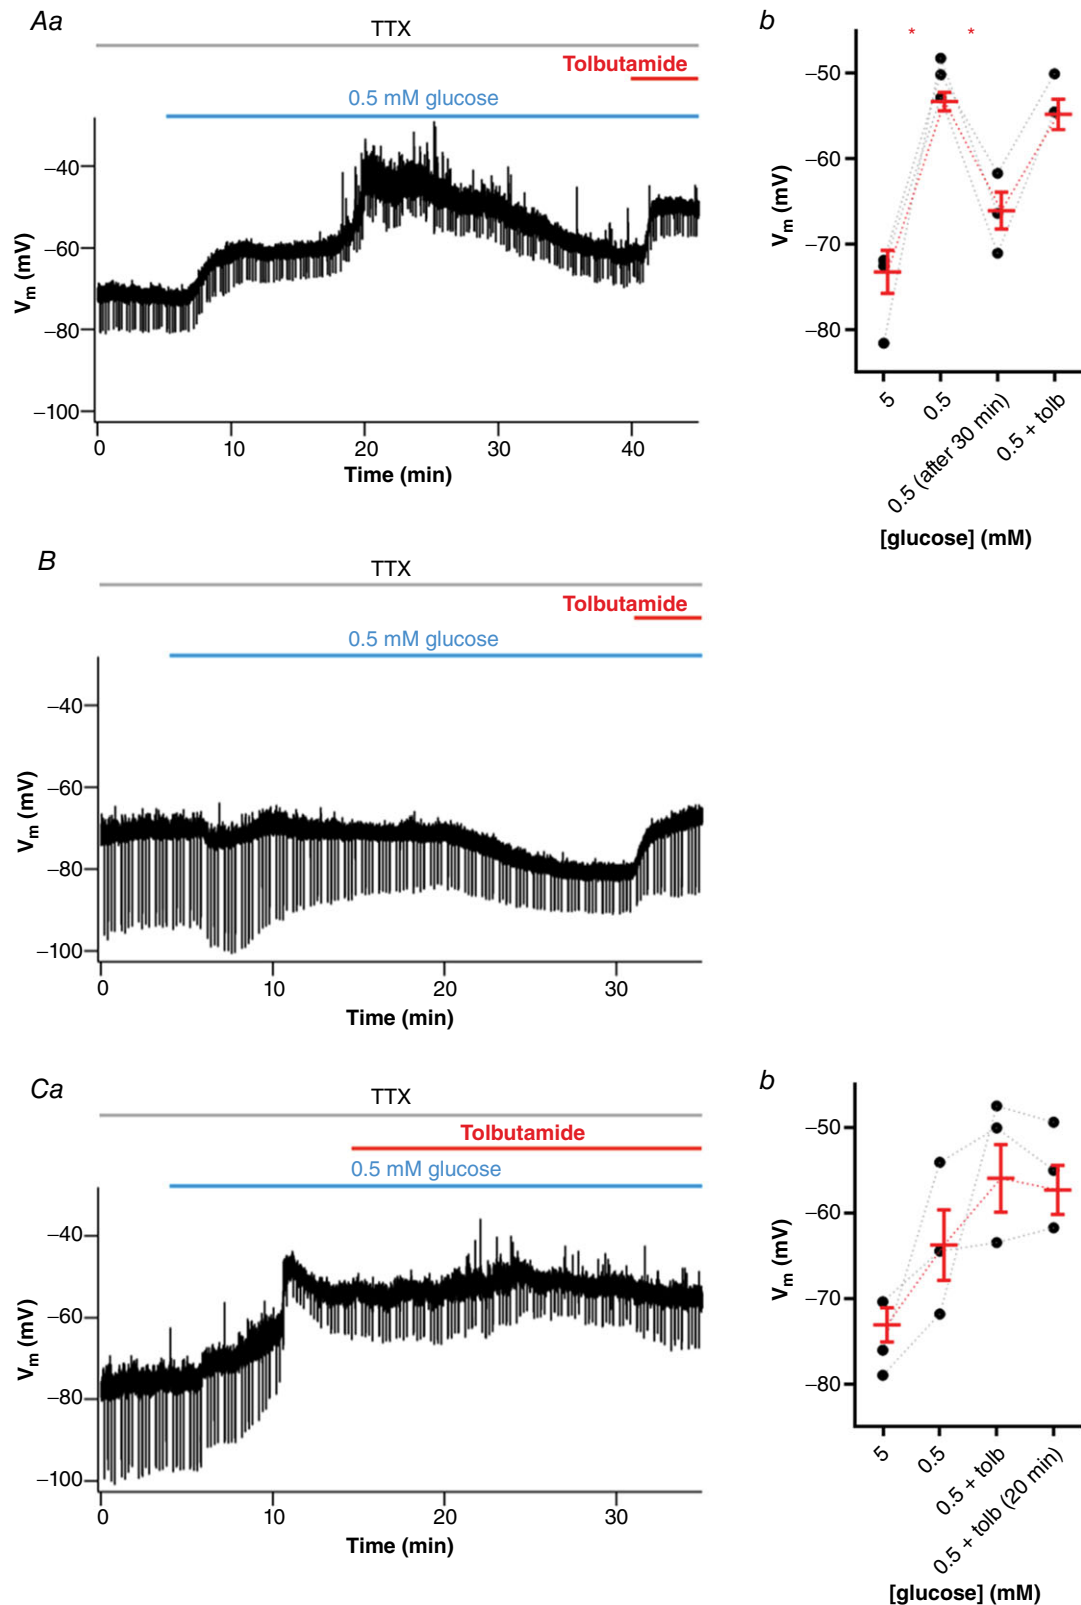 Aa
TTX
Tolbutamide
0.5 mM glucose
−40
−60
−80
−100
Vm (mV)
0 10 20 30 40
Time (min)
b
* *
−50
−60
−70
−80
Vm (mV)
5
0.5
0.5 (after 30 min)
0.5 + tolb
[glucose] (mM)
B
TTX
Tolbutamide
0.5 mM glucose
−40
−60
−80
−100
Vm (mV)
0 10 20 30
Time (min)
Ca
TTX
Tolbutamide
0.5 mM glucose
−40
−60
−80
−100
Vm (mV)
0 10 20 30
Time (min)
b
−50
−60
−70
−80
Vm (mV)
5
0.5
0.5 + tolb
0.5 + tolb (20 min)
[glucose] (mM)